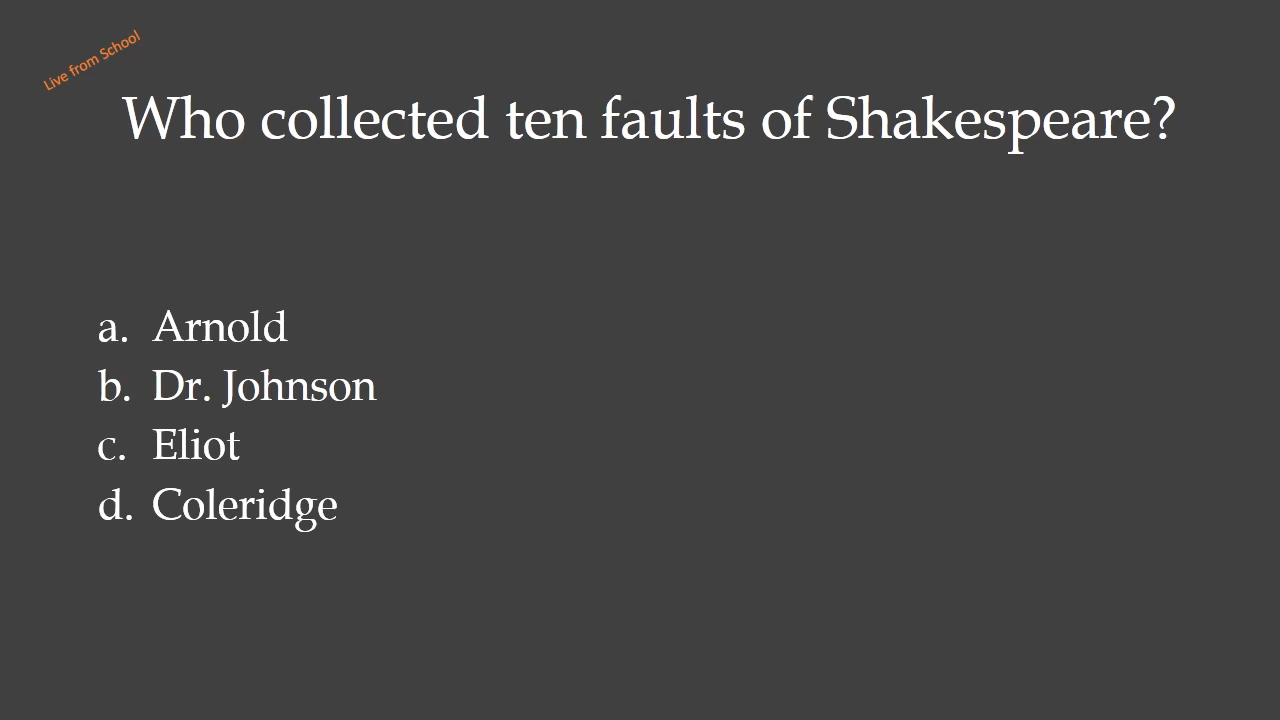 Live from School
Who collected ten faults of Shakespeare?
a. Arnold
b. Dr. Johnson
c. Eliot
d. Coleridge